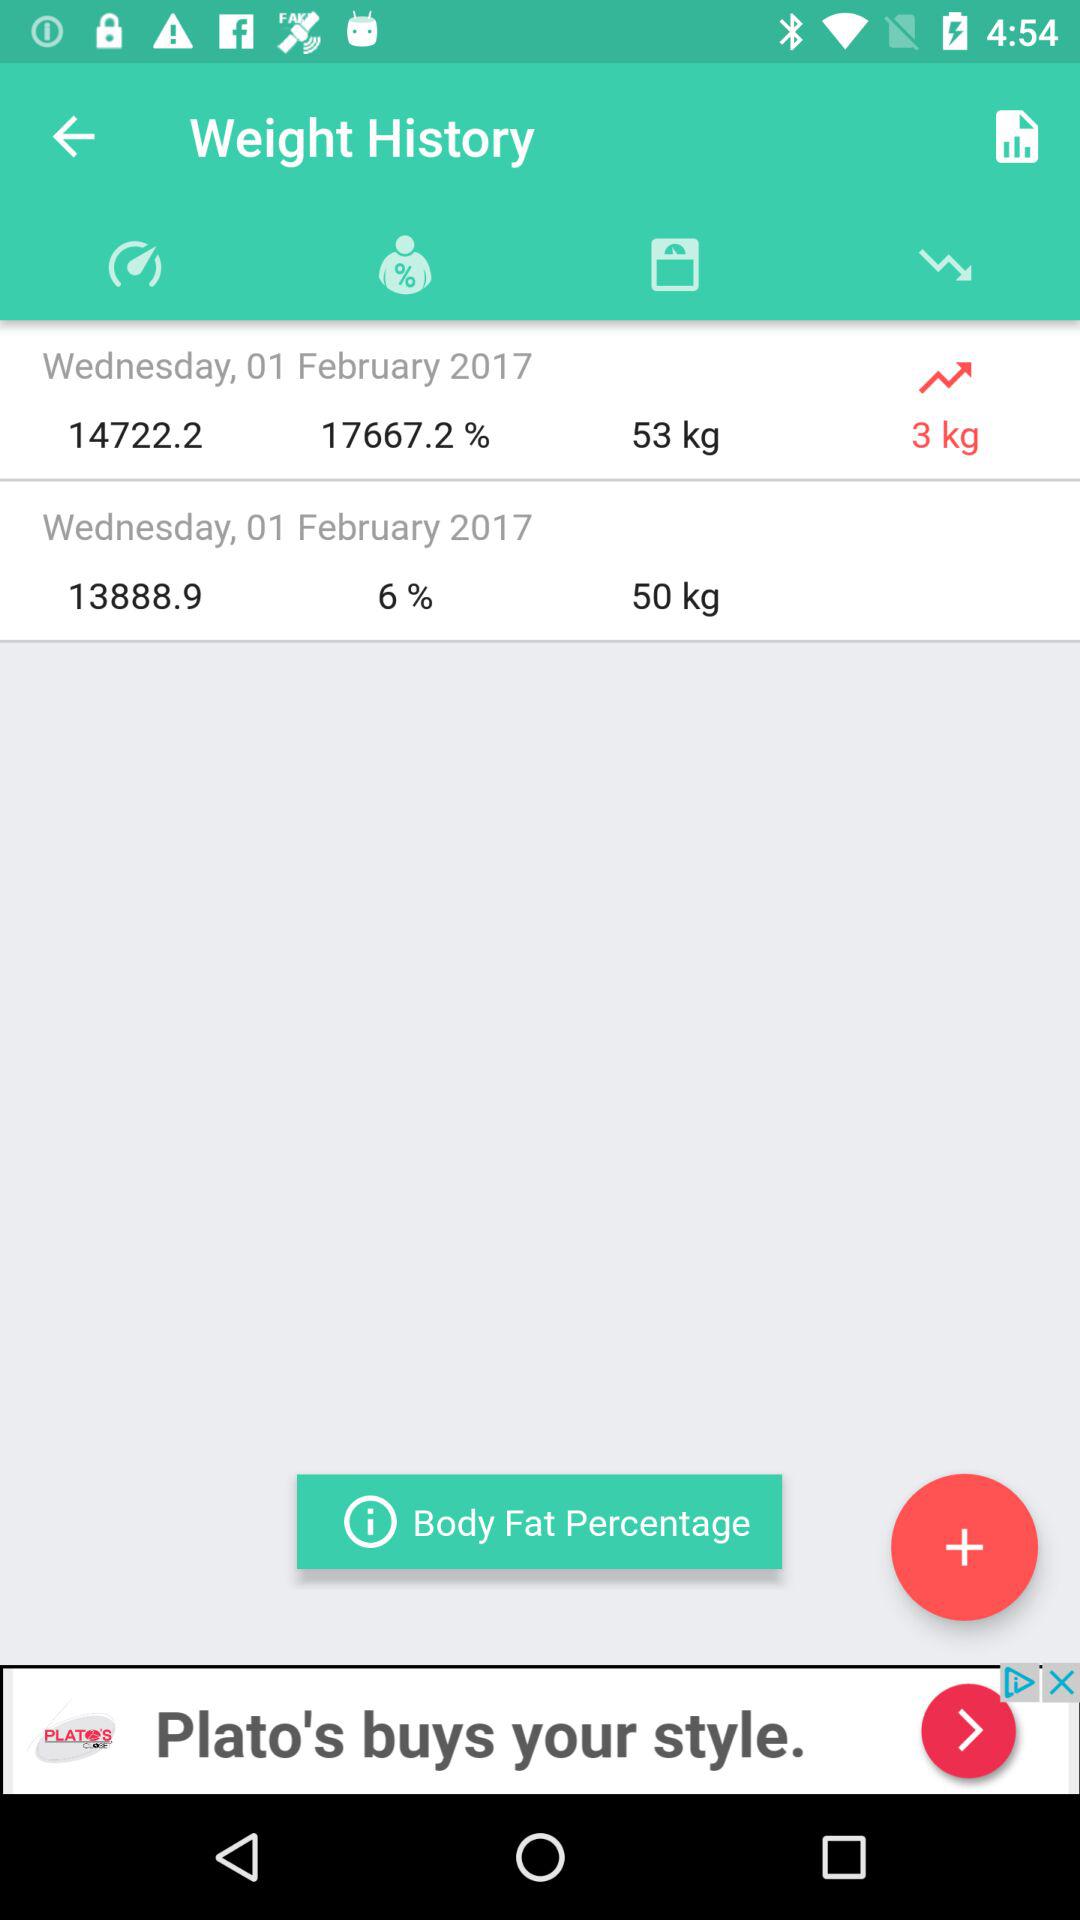 FAKE
4:54
Weight History
%
Wednesday, 01 February 2017
14722.2 17667.2 % 53 kg 3 kg
Wednesday, 01 February 2017
13888.9 6 % 50 kg
Body Fat Percentage
PLATO'S
CLOSET
Plato's buys your style.